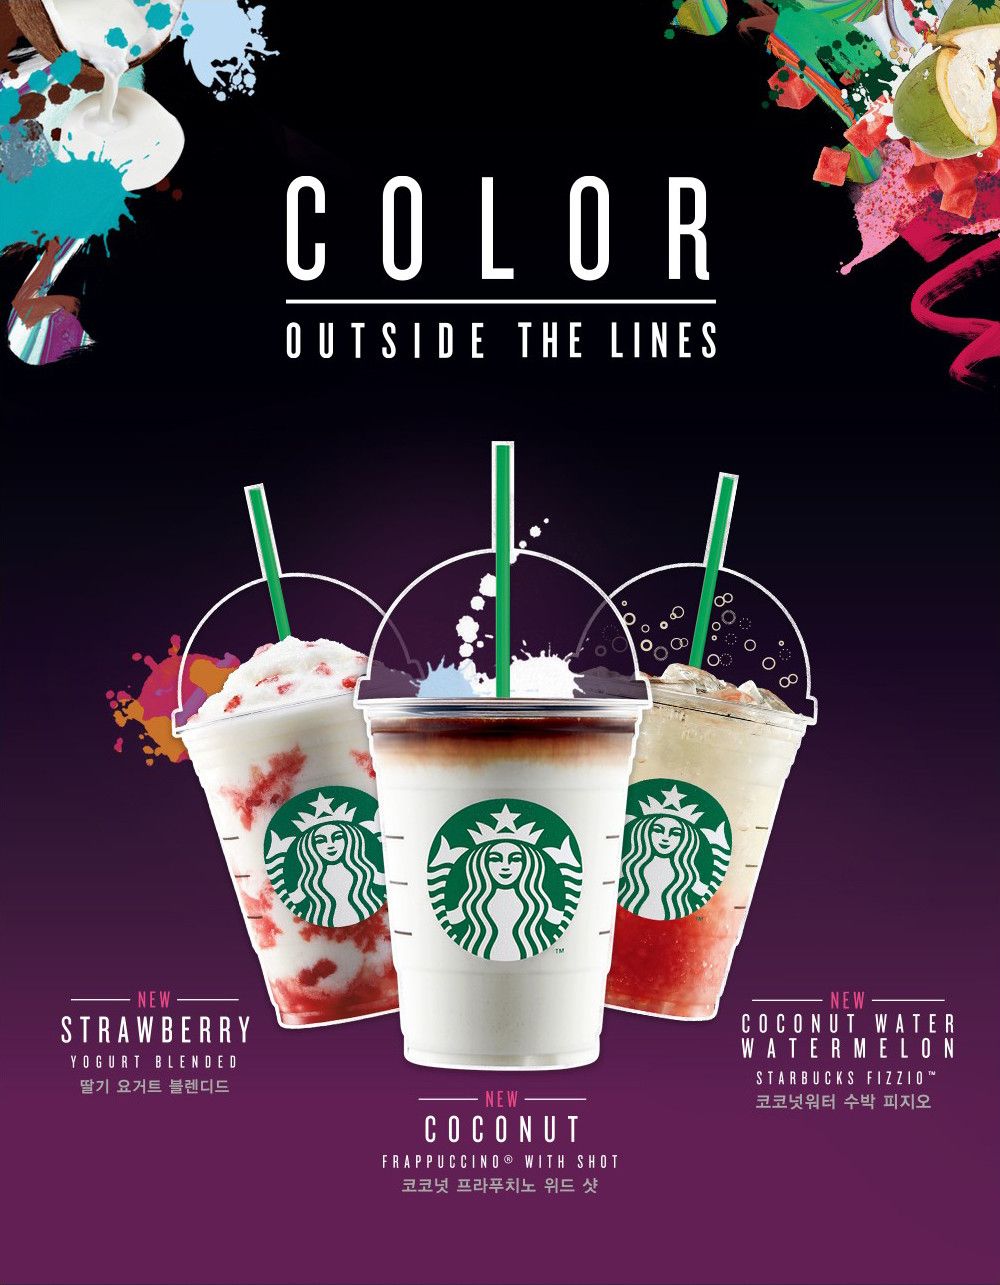 COLOR
OUTSIDE THE LINES
NEW
STRAWBERRY
YOGURT BLENDED
딸기 요거트 블렌디드
NEW
COCONUT
FRAPPUCCINO® WITH SHOT
코코넛 프라푸치노 위드 샷
NEW
COCONUT WATER
WATERMELON
STARBUCKS FIZZIO™
코코넛워터 수박 피지오
TM
TM